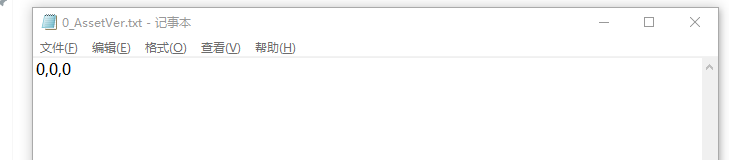 0_AssetVer.txt - 记事本
文件(F) 编辑(E) 格式(O) 查看(V) 帮助(H)
0,0,0